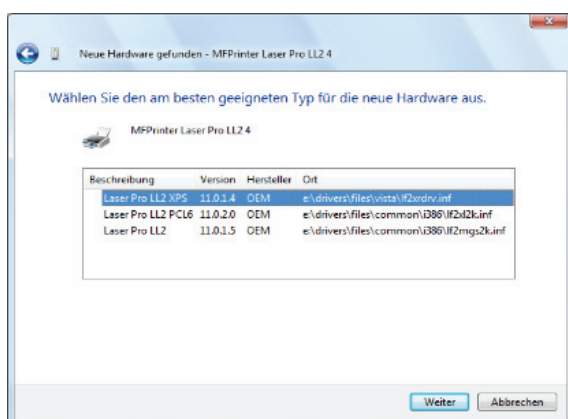 Neue Hardware gefunden - MFPrinter Laser Pro LL2 4
Wählen Sie den am besten geeigneten Typ für die neue Hardware aus.
MFPrinter Laser Pro LL2 4
Beschreibung Version Hersteller Ort
Laser Pro LL2 XPS 11.0.1.4 OEM e:\drivers\files\vista\lf2xrdrv.inf
Laser Pro LL2 PCL6 11.0.2.0 OEM e:\drivers\files\common\i386\lf2xl2k.inf
Laser Pro LL2 11.0.1.5 OEM e:\drivers\files\common\i386\lf2mgs2k.inf
Weiter Abbrechen